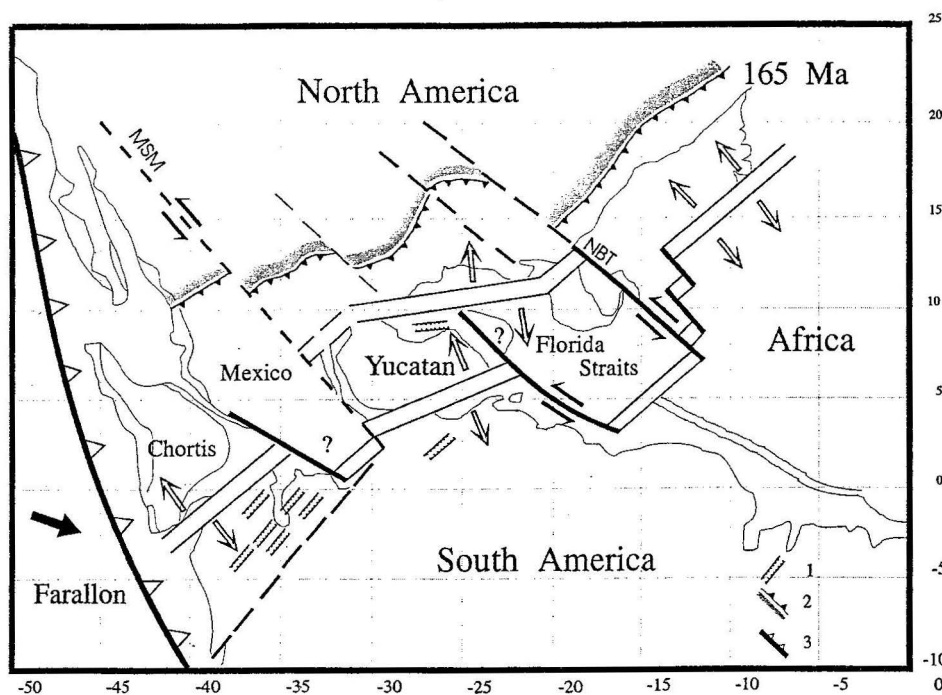 25
165 Ma
North America
20
MSM
15
NBT
10
?
Florida
Straits
Africa
Yucatan
Mexico
5
?
Chortis
0
South America
-5
1
Farallon
2
3
-10
-50 -45 -40 -35 -30 -25 -20 -15 -10 -5 0